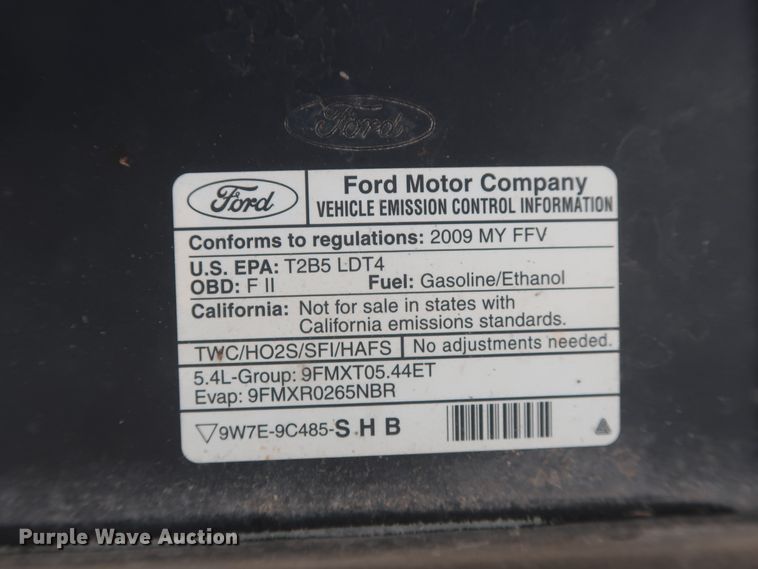 Ford
Ford
Ford Motor Company
VEHICLE EMISSION CONTROL INFORMATION
Conforms to regulations: 2009 MY FFV
U.S. EPA: T2B5 LDT4
OBD: F II Fuel: Gasoline/Ethanol
California: Not for sale in states with
California emissions standards.
TWC/HO2S/SFI/HAFS No adjustments needed.
5.4L-Group: 9FMXT05.44ET
Evap: 9FMXR0265NBR
▽9W7E-9C485-S H B
Purple Wave Auction